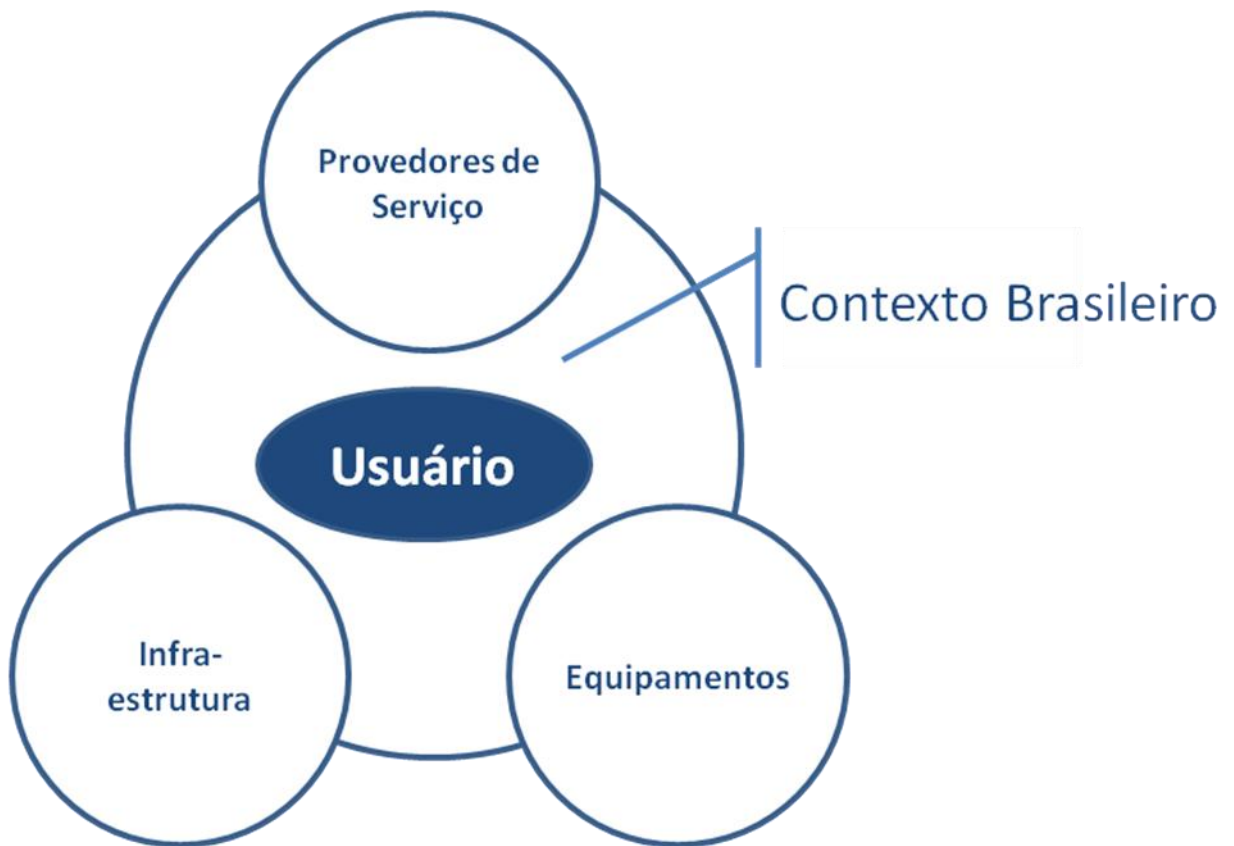 Provedores de
Serviço
Contexto Brasileiro
Usuário
Infra-
estrutura
Equipamentos